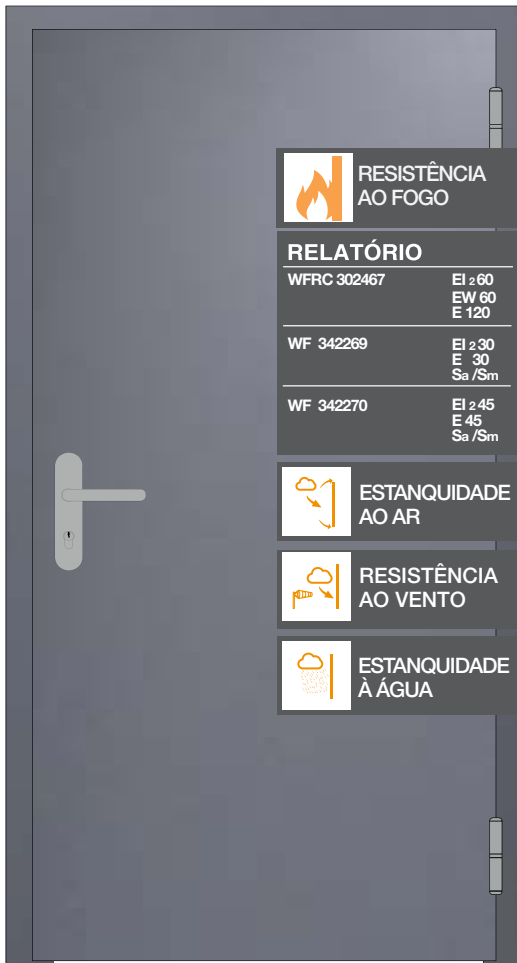 RESISTÊNCIA
AO FOGO
RELATÓRIO
WFRC 302467 EI 2 60
EW 60
E 120
WF 342269 EI 2 30
E 30
Sa /Sm
WF 342270 EI 2 45
E 45
Sa /Sm
ESTANQUIDADE
AO AR
RESISTÊNCIA
AO VENTO
ESTANQUIDADE
À ÁGUA